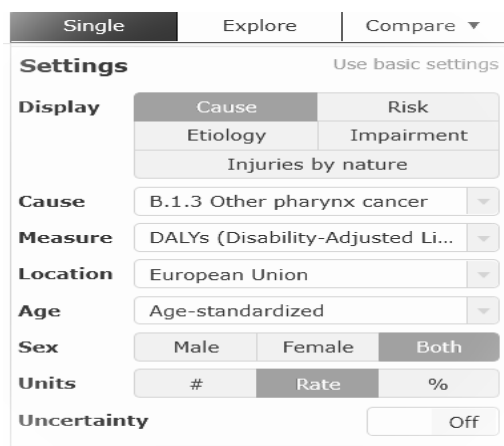 Single Explore Compare ▼
Settings Use basic settings
Display Cause Risk
Etiology Impairment
Injuries by nature
Cause B.1.3 Other pharynx cancer
Measure DALYs (Disability-Adjusted Li...
Location European Union
Age Age-standardized
Sex Male Female Both
Units # Rate %
Uncertainty Off